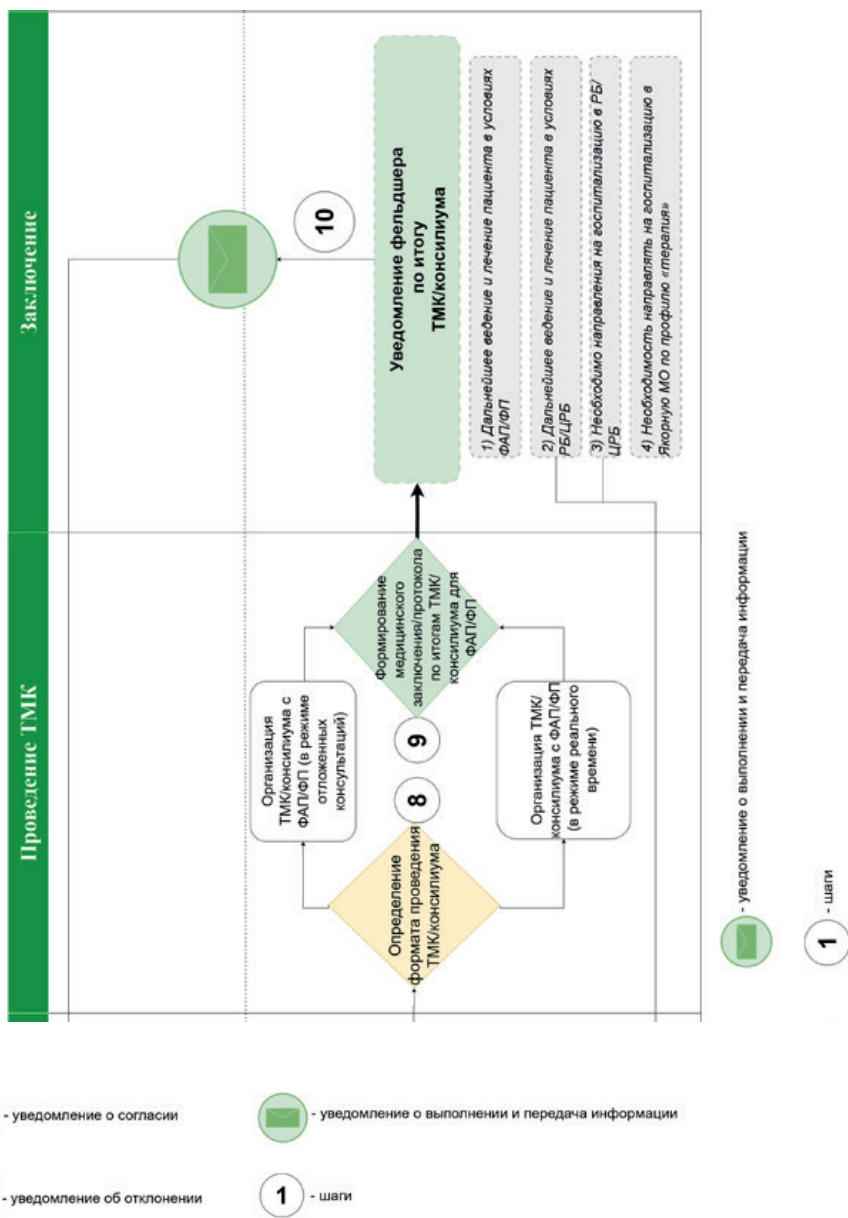 Проведение ТМК
Заключение
Определение
формата проведения
ТМК/консилиума
8
Организация
ТМК/консилиума с
ФАП/ФП (в режиме
отложенных
консультаций)
Организация ТМК/
консилиума с ФАП/ФП
(в режиме реального
времени)
9
Формирование
медицинского
заключения/протокола
по итогам ТМК/
консилиума для
ФАП/ФП
10
Уведомление фельдшера
по итогу
ТМК/консилиума
1) Дальнейшее ведение и лечение пациента в условиях
ФАП/ФП
2) Дальнейшее ведение и лечение пациента в условиях
РБ/ЦРБ
3) Необходимо направления на госпитализацию в РБ/
ЦРБ
4) Необходимость направлять на госпитализацию в
Якорную МО по профилю «терапия»
- уведомление о выполнении и передача информации
1 - шаги
- уведомление о согласии
- уведомление о выполнении и передача информации
- уведомление об отклонении
1 - шаги